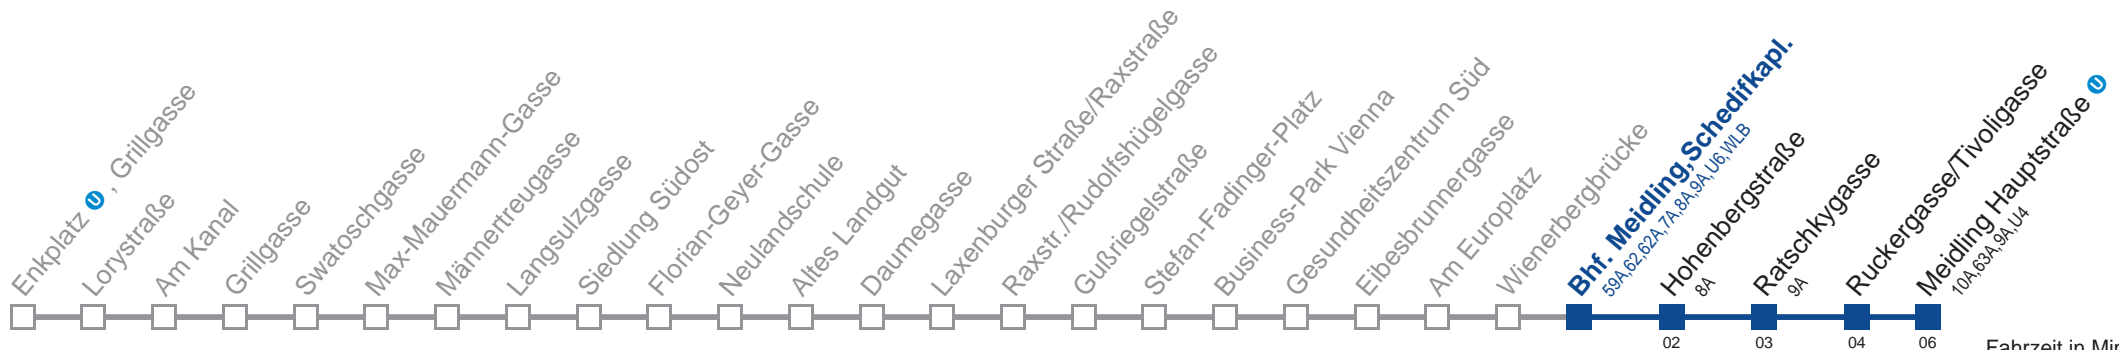 Enkplatz U , Grillgasse
Lorystraße
Am Kanal
Grillgasse
Swatoschgasse
Max-Mauermann-Gasse
Männertreugasse
Langsulzgasse
Siedlung Südost
Florian-Geyer-Gasse
Neulandschule
Altes Landgut
Daumegasse
Laxenburger Straße/Raxstraße
Raxstr./Rudolfshügelgasse
Gußriegelstraße
Stefan-Fadinger-Platz
Business-Park Vienna
Gesundheitszentrum Süd
Eibesbrunnergasse
Am Europlatz
Wienerbergbrücke
Bhf. Meidling,Schedifkapl.
59A,62,62A,7A,8A,9A,U6,WLB
Hohenbergstraße
8A
Ratschkygasse
9A
Ruckergasse/Tivoligasse
Meidling Hauptstraße U
10A,63A,9A,U4
02
03
04
06
Fahrzeit in Min